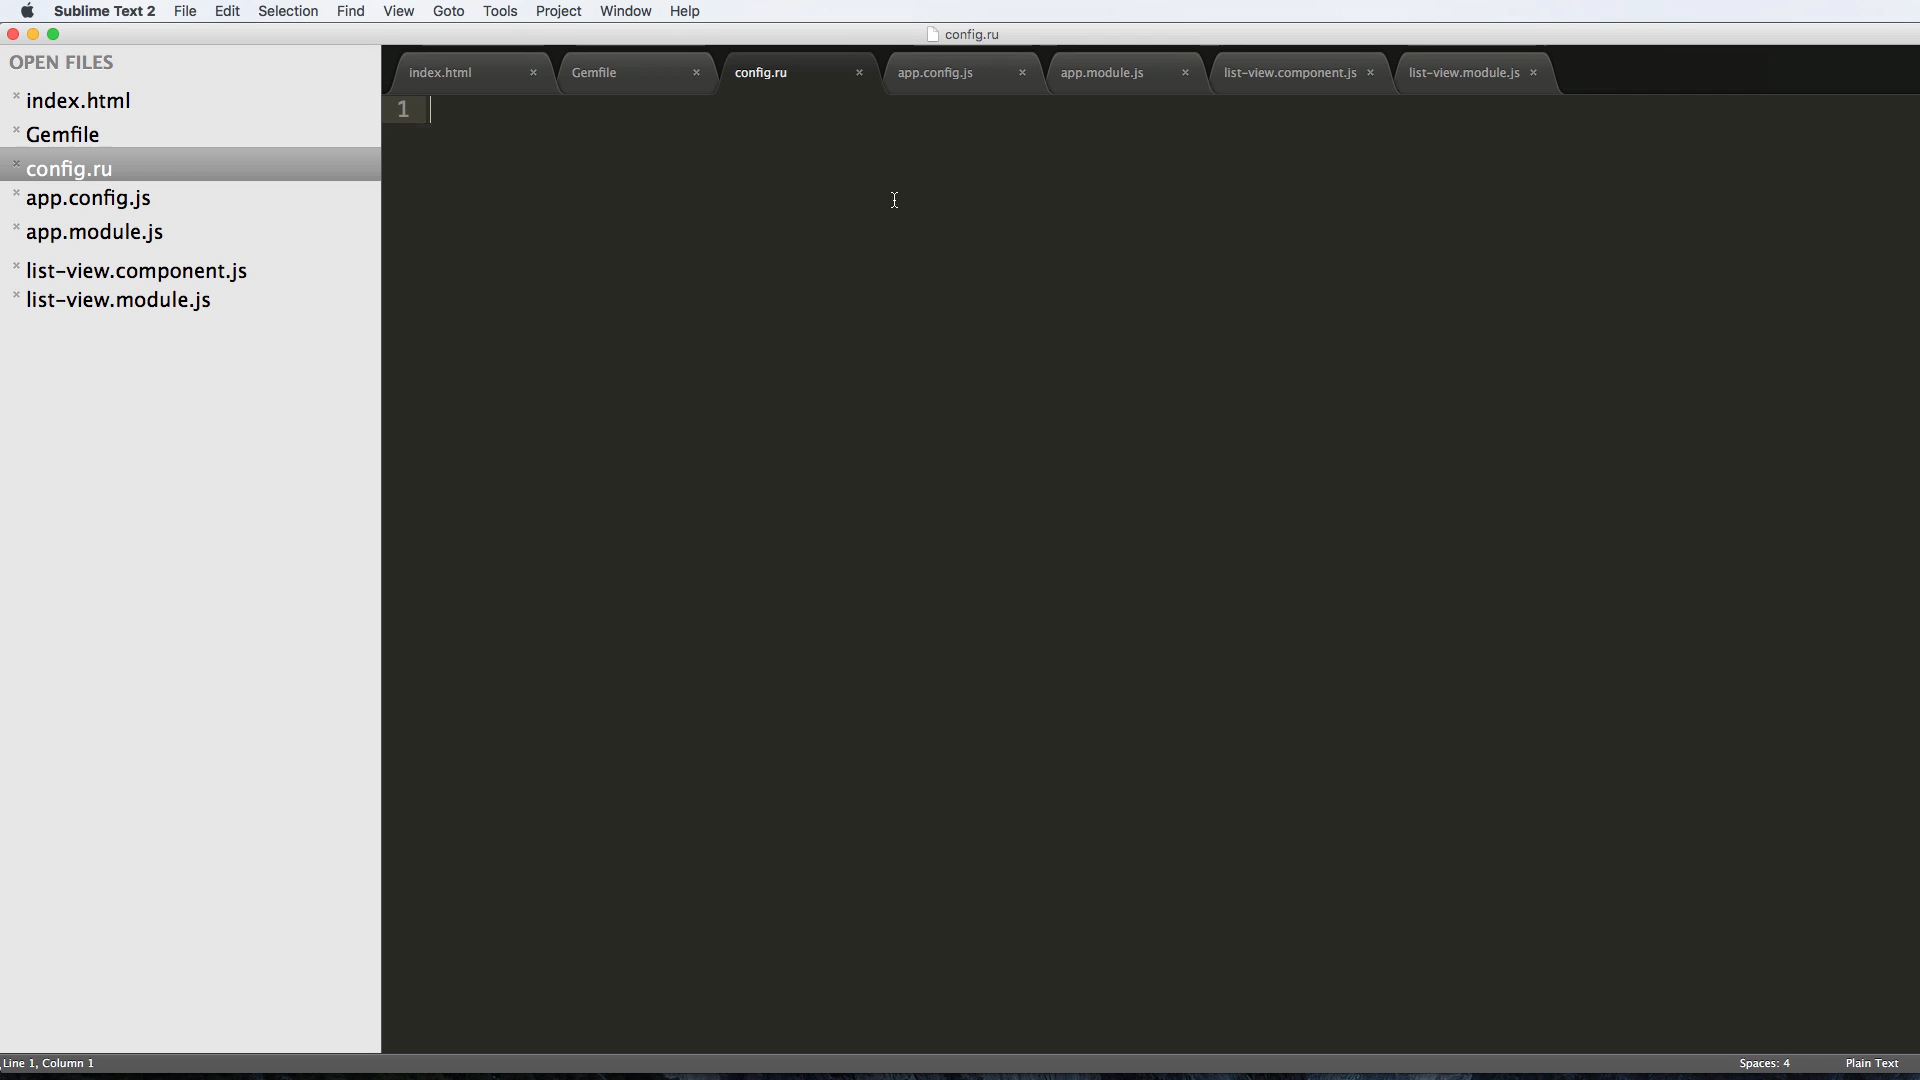 Sublime Text 2 File Edit Selection Find View Goto Tools Project Window Help
config.ru
OPEN FILES
index.html
Gemfile
config.ru
app.config.js
app.module.js
list-view.component.js
list-view.module.js
index.html × Gemfile × config.ru × app.config.js × app.module.js × list-view.component.js × list-view.module.js ×
1
Line 1, Column 1
Spaces: 4 Plain Text